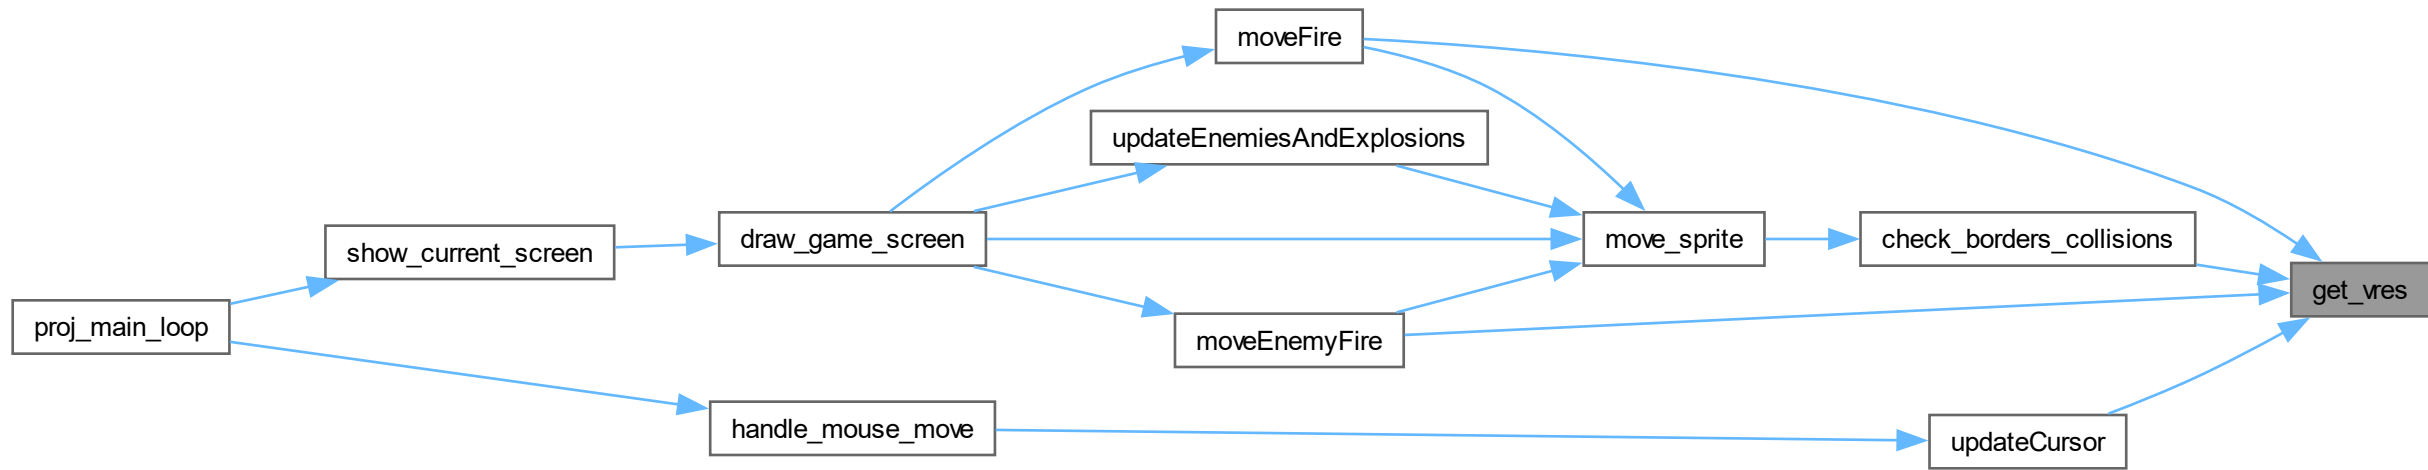 moveFire
updateEnemiesAndExplosions
show_current_screen
draw_game_screen
move_sprite
check_borders_collisions
get_vres
proj_main_loop
moveEnemyFire
handle_mouse_move
updateCursor